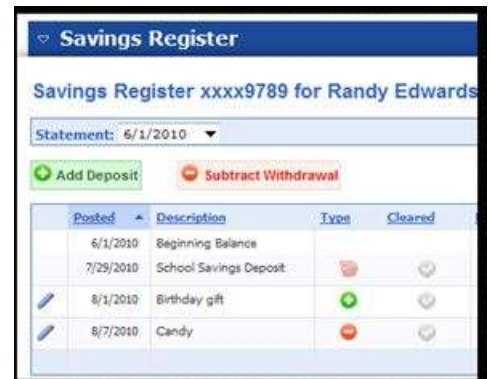 Savings Register
Savings Register xxxx9789 for Randy Edwards
Statement: 6/1/2010
Add Deposit Subtract Withdrawal
Posted Description Type Cleared
6/1/2010 Beginning Balance
7/29/2010 School Savings Deposit
8/1/2010 Birthday gift
8/7/2010 Candy